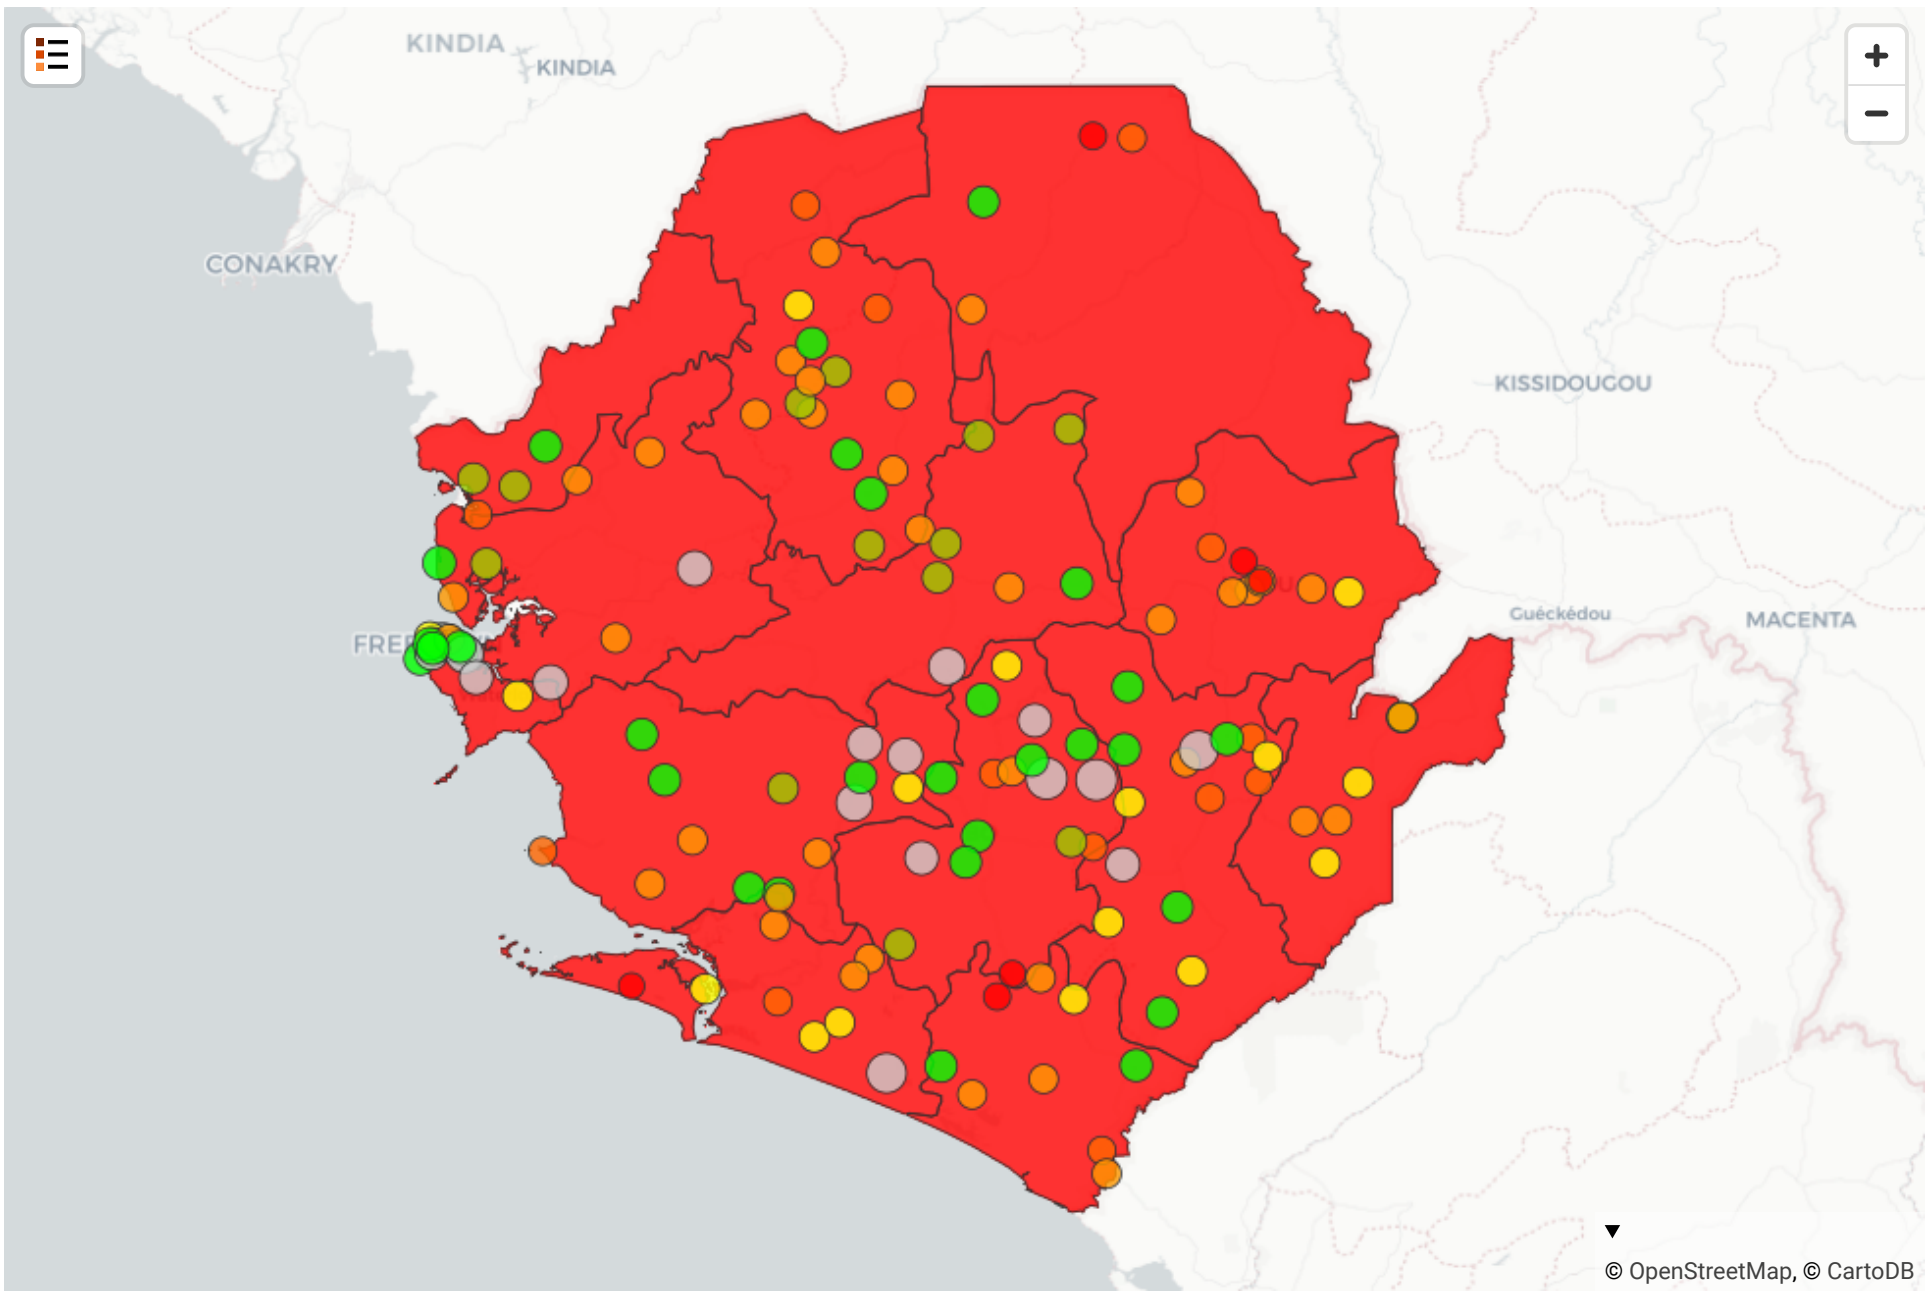 KINDIA
KINDIA
CONAKRY
KISSIDOUGOU
Guéckédou
MACENTA
+
−
© OpenStreetMap, © CartoDB